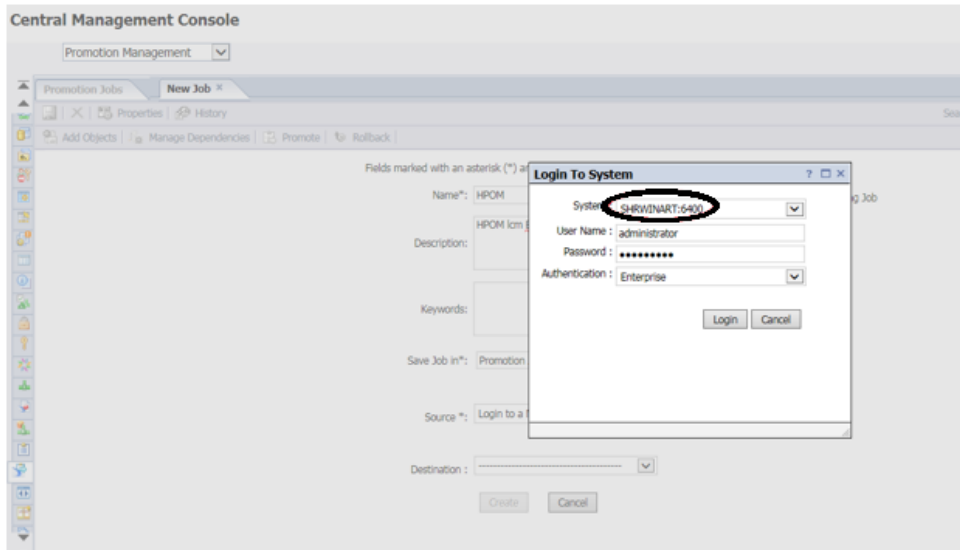 Central Management Console
Promotion Management
Promotion Jobs New Job ×
Properties History
Sea
Add Objects Manage Dependencies Promote Rollback
Fields marked with an asterisk (*) ar
Name*: HPOM
g Job
Description: HPOM icm
Keywords:
Save Job in*: Promotion
Source *: Login to a
Destination : 
Create Cancel
Login To System ? ×
System SHRWINART:6400
User Name : administrator
Password : •••••••••
Authentication : Enterprise
Login Cancel